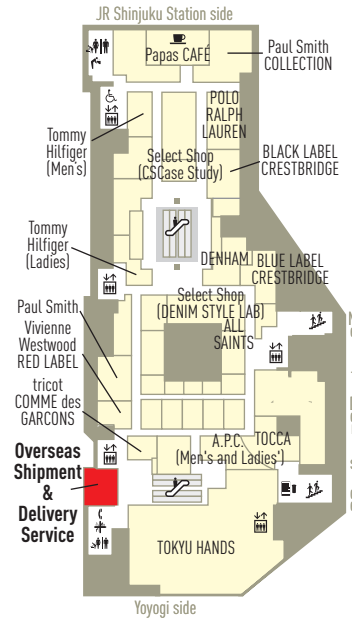 JR Shinjuku Station side
Papas CAFÉ
Paul Smith
COLLECTION
POLO
RALPH
LAUREN
Tommy
Hilfiger
(Men's)
Select Shop
(CSCase Study)
BLACK LABEL
CRESTBRIDGE
Tommy
Hilfiger
(Ladies)
DENHAM
BLUE LABEL
CRESTBRIDGE
Select Shop
(DENIM STYLE LAB)
ALL
SAINTS
Paul Smith
Vivienne
Westwood
RED LABEL
tricot
COMME des
GARCONS
A.P.C.
(Men's and Ladies')
TOCCA
Overseas
Shipment
&
Delivery
Service
TOKYU HANDS
Yoyogi side